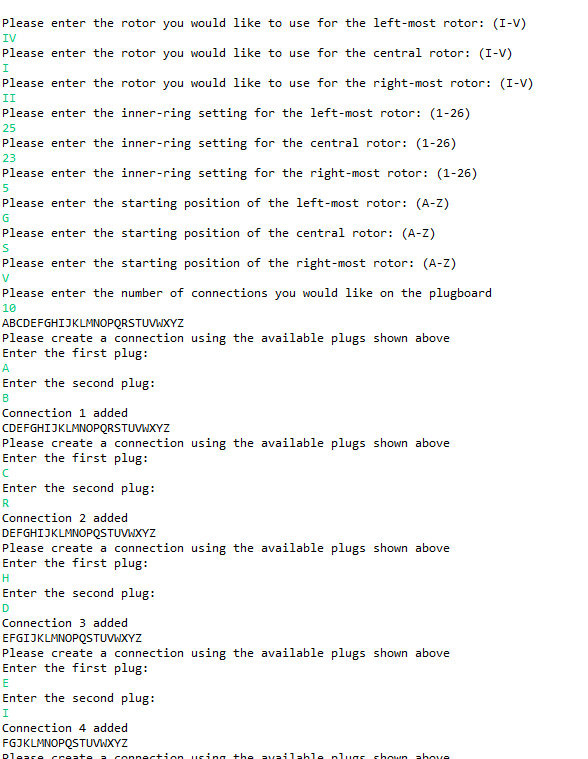 Please enter the rotor you would like to use for the left-most rotor: (I-V)
IV
Please enter the rotor you would like to use for the central rotor: (I-V)
I
Please enter the rotor you would like to use for the right-most rotor: (I-V)
II
Please enter the inner-ring setting for the left-most rotor: (1-26)
25
Please enter the inner-ring setting for the central rotor: (1-26)
23
Please enter the inner-ring setting for the right-most rotor: (1-26)
5
Please enter the starting position of the left-most rotor: (A-Z)
G
Please enter the starting position of the central rotor: (A-Z)
S
Please enter the starting position of the right-most rotor: (A-Z)
V
Please enter the number of connections you would like on the plugboard
10
ABCDEFGHIJKLMNOPQRSTUVWXYZ
Please create a connection using the available plugs shown above
Enter the first plug:
A
Enter the second plug:
B
Connection 1 added
CDEFGHIJKLMNOPQRSTUVWXYZ
Please create a connection using the available plugs shown above
Enter the first plug:
C
Enter the second plug:
R
Connection 2 added
DEFGHIJKLMNOPQSTUVWXYZ
Please create a connection using the available plugs shown above
Enter the first plug:
H
Enter the second plug:
D
Connection 3 added
EFGIJKLMNOPQSTUVWXYZ
Please create a connection using the available plugs shown above
Enter the first plug:
E
Enter the second plug:
I
Connection 4 added
FGJKLMNOPQSTUVWXYZ
Please create a connection using the available plugs shown above